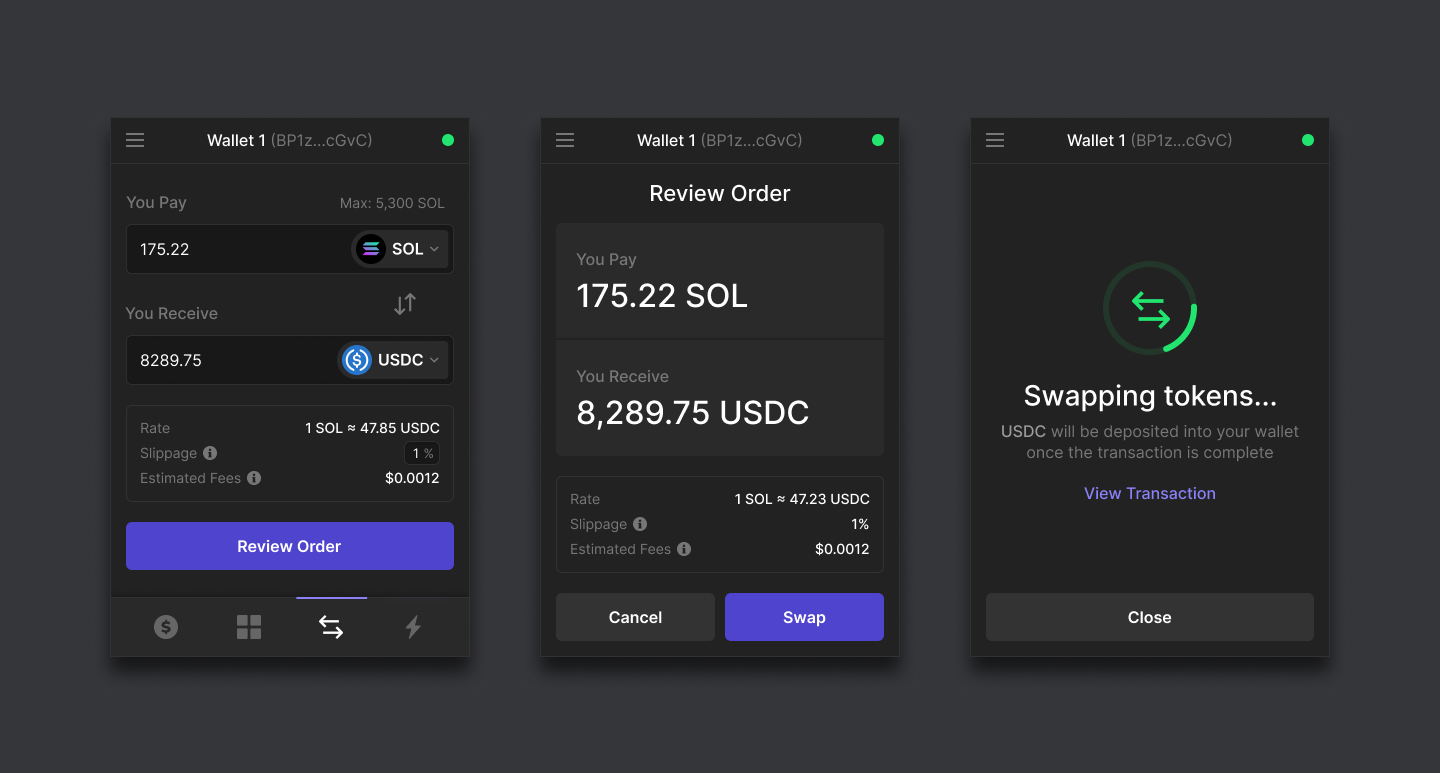 Wallet 1 (BP1z...cGvC)
You Pay
Max: 5,300 SOL
175.22
SOL
You Receive
8289.75
USDC
Rate
1 SOL ≈ 47.85 USDC
Slippage
1 %
Estimated Fees
$0.0012
Review Order
Wallet 1 (BP1z...cGvC)
Review Order
You Pay
175.22 SOL
You Receive
8,289.75 USDC
Rate
1 SOL ≈ 47.23 USDC
Slippage
1%
Estimated Fees
$0.0012
Cancel
Swap
Wallet 1 (BP1z...cGvC)
Swapping tokens...
USDC will be deposited into your wallet
once the transaction is complete
View Transaction
Close